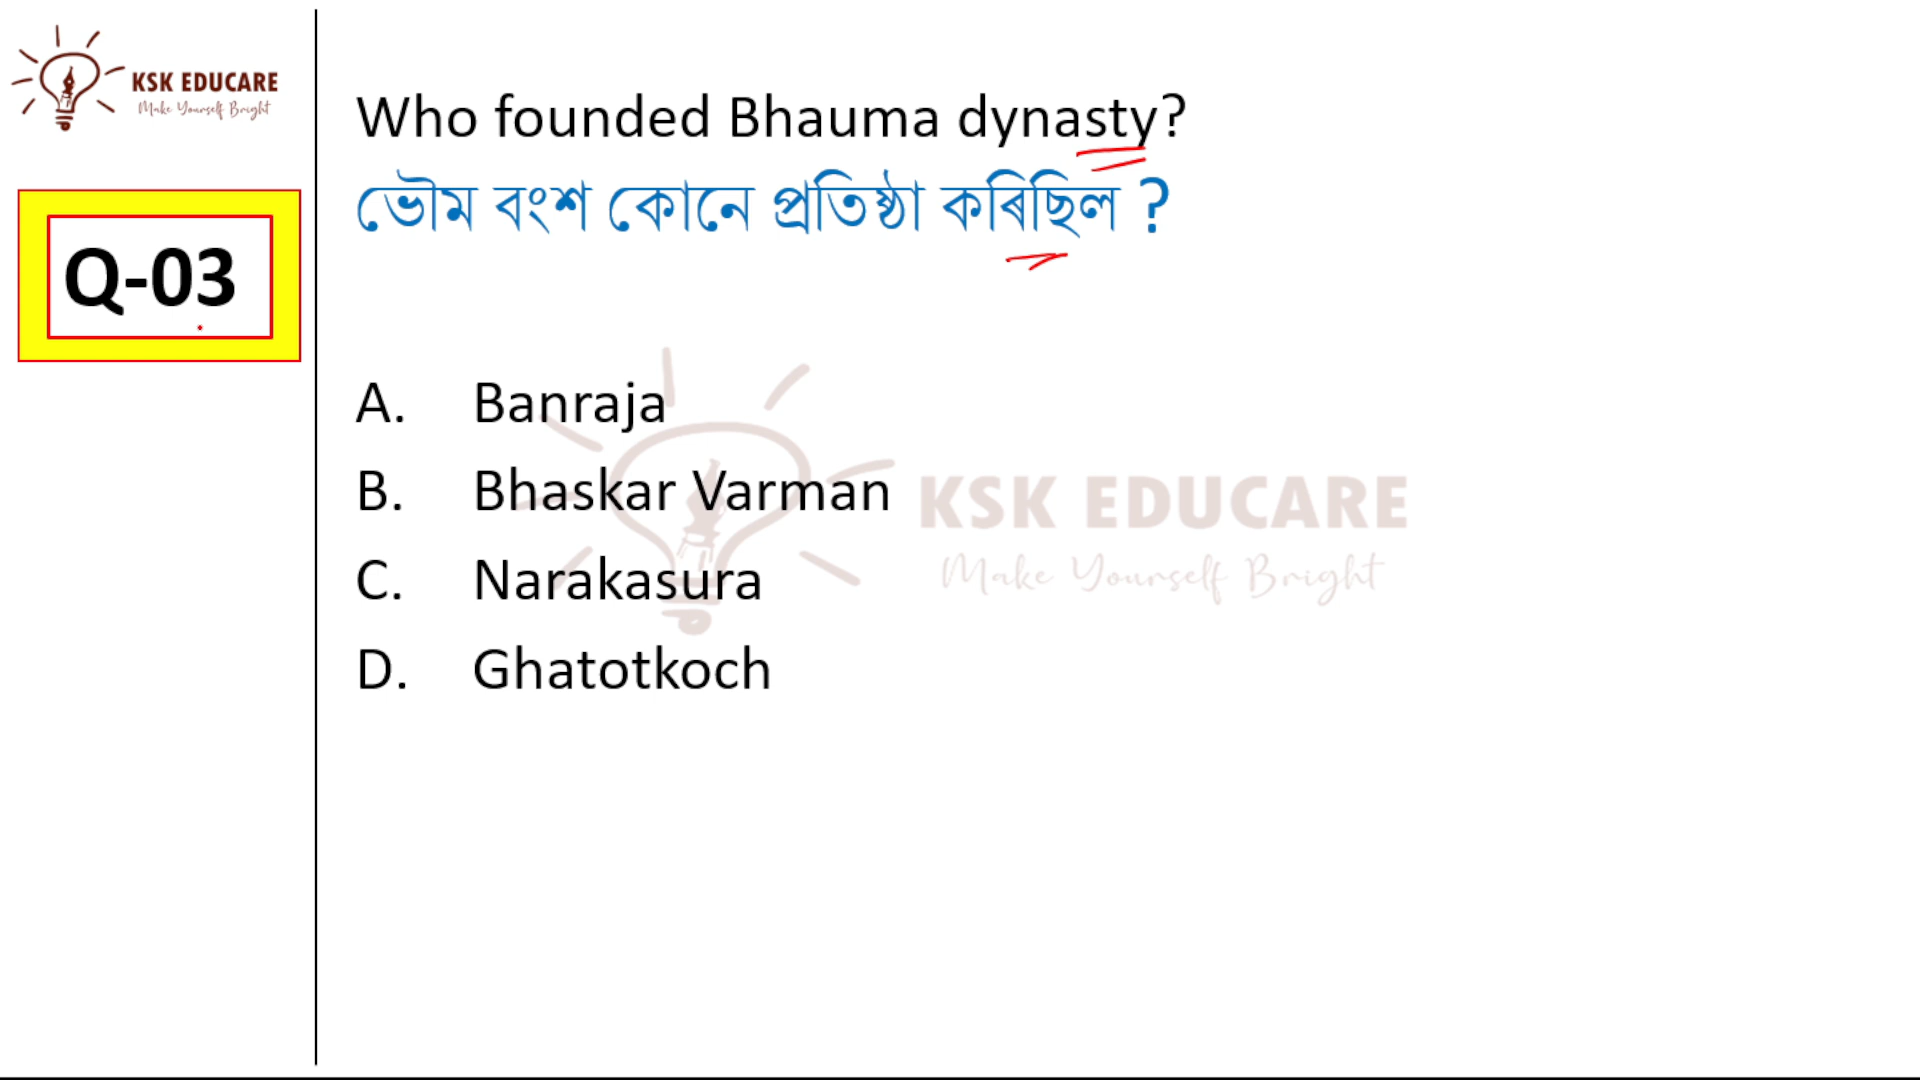 KSK EDUCARE
Make Yourself Bright
Who founded Bhauma dynasty?
ভৌম বংশ কোনে প্ৰতিষ্ঠা কৰিছিল ?
Q-03
A. Banraja
B. Bhaskar Varman
C. Narakasura
D. Ghatotkoch
KSK EDUCARE
Make Yourself Bright